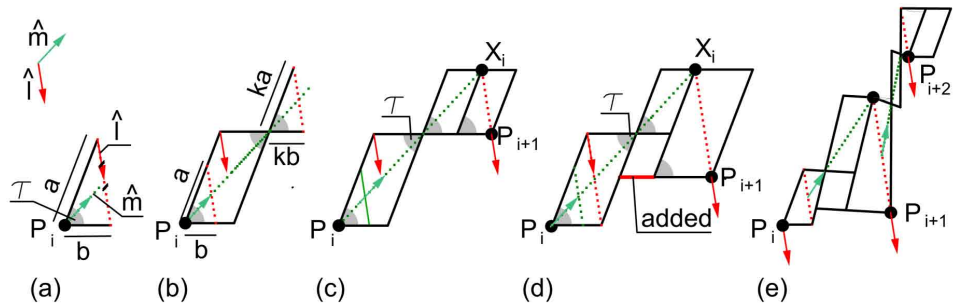 m̂
l̂
a
l̂
τ
m̂
P i
b
(a)
ka
kb
a
P i
b
(b)
X i
τ
P i+1
P i
(c)
X i
τ
P i+1
added
P i
(d)
P i+2
P i+1
P i
(e)